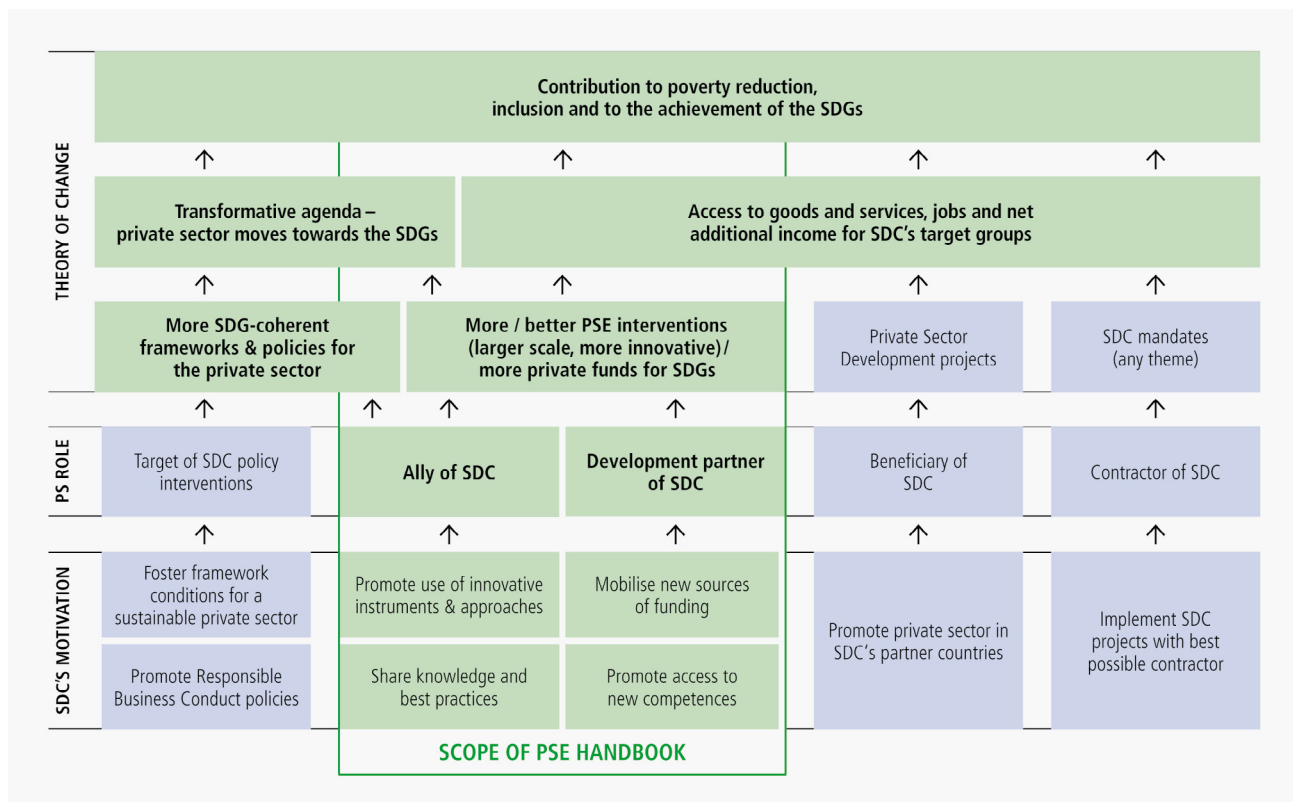 THEORY OF CHANGE
Contribution to poverty reduction,
inclusion and to the achievement of the SDGs
Transformative agenda –
private sector moves towards the SDGs
Access to goods and services, jobs and net
additional income for SDC's target groups
More SDG-coherent
frameworks & policies for
the private sector
More / better PSE interventions
(larger scale, more innovative) /
more private funds for SDGs
Private Sector
Development projects
SDC mandates
(any theme)
PS ROLE
Target of SDC policy
interventions
Ally of SDC
Development partner
of SDC
Beneficiary of
SDC
Contractor of SDC
SDC'S MOTIVATION
Foster framework
conditions for a
sustainable private sector
Promote Responsible
Business Conduct policies
Promote use of innovative
instruments & approaches
Share knowledge and
best practices
Mobilise new sources
of funding
Promote access to
new competences
Promote private sector in
SDC's partner countries
Implement SDC
projects with best
possible contractor
SCOPE OF PSE HANDBOOK